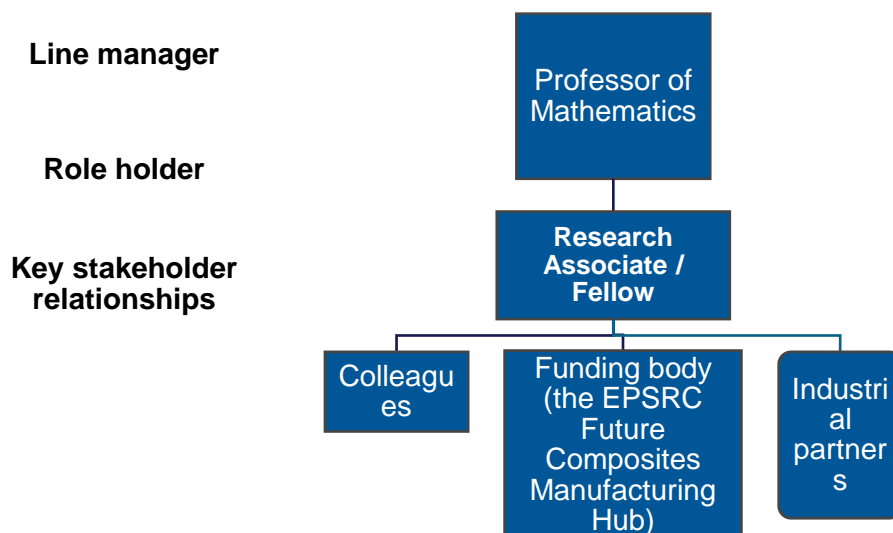 Line manager
Professor of
Mathematics
Role holder
Research
Associate /
Fellow
Key stakeholder
relationships
Colleagu
es
Funding body
(the EPSRC
Future
Composites
Manufacturing
Hub)
Industri
al
partner
s